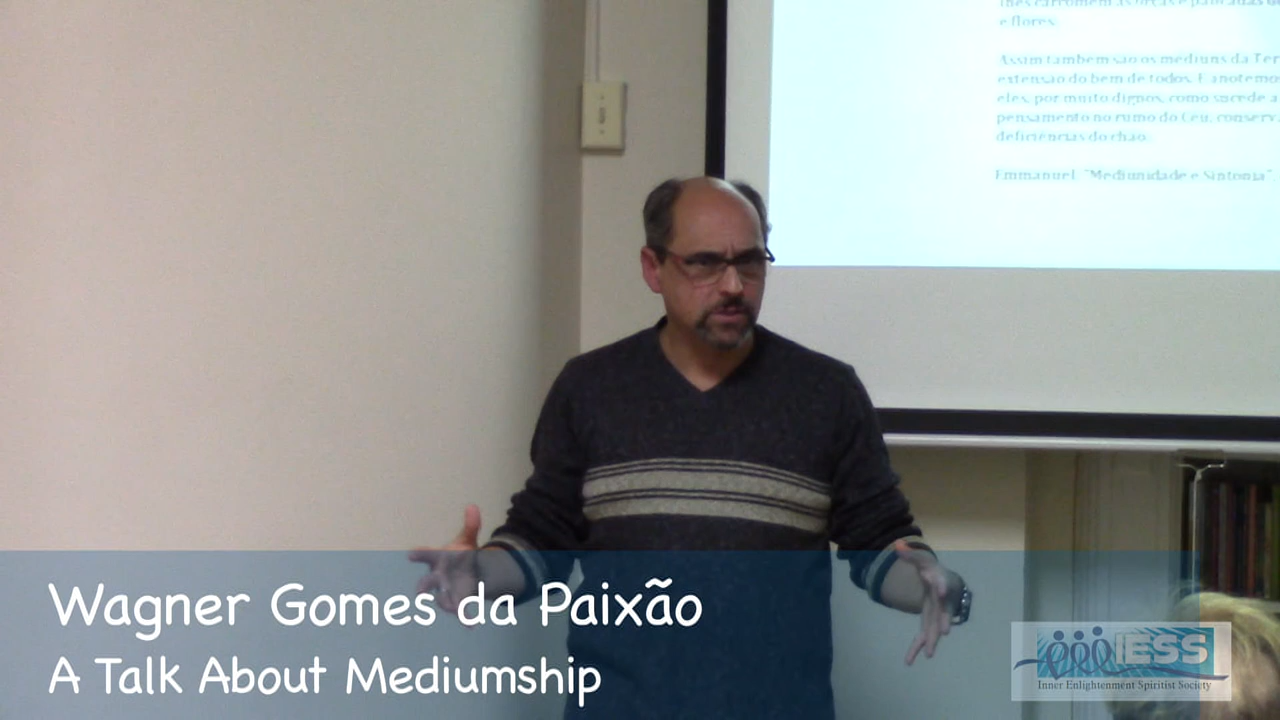 e flores.
Assim também são os médiuns da
extensão do bem de todos. E anotemos
eles, por muito dignos, como sucede a
pensamento no rumo do Céu,
deficiências do chão.
Emmanuel, "Mediunidade e Sintonia".
Wagner Gomes da Paixão
A Talk About Mediumship
IESS
Inner Enlightenment Spiritist Society